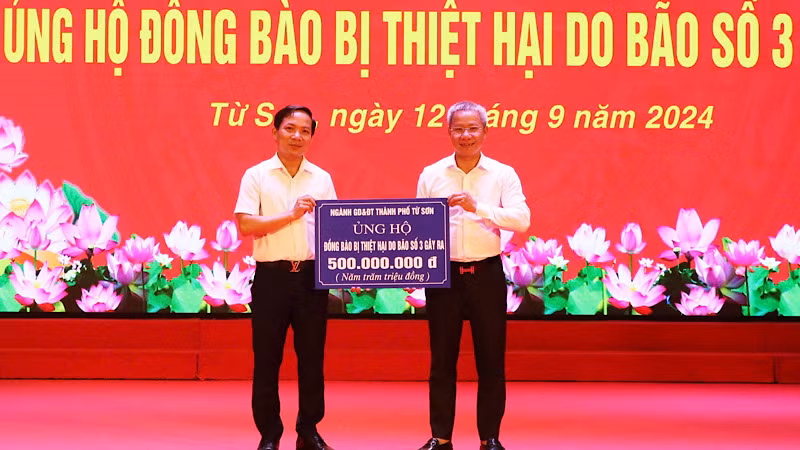 ỦNG HỘ ĐỒNG BÀO BỊ THIỆT HẠI DO BÃO SỐ 3
Từ ngày 12 9 năm 2024
NGÀNH GD&ĐT THÀNH PHỐ TỪ SƠN
ỦNG HỘ
ĐỒNG BÀO BỊ THIỆT HẠI DO BÃO SỐ 3 GÂY RA
500.000.000 đ
( Năm trăm triệu đồng )